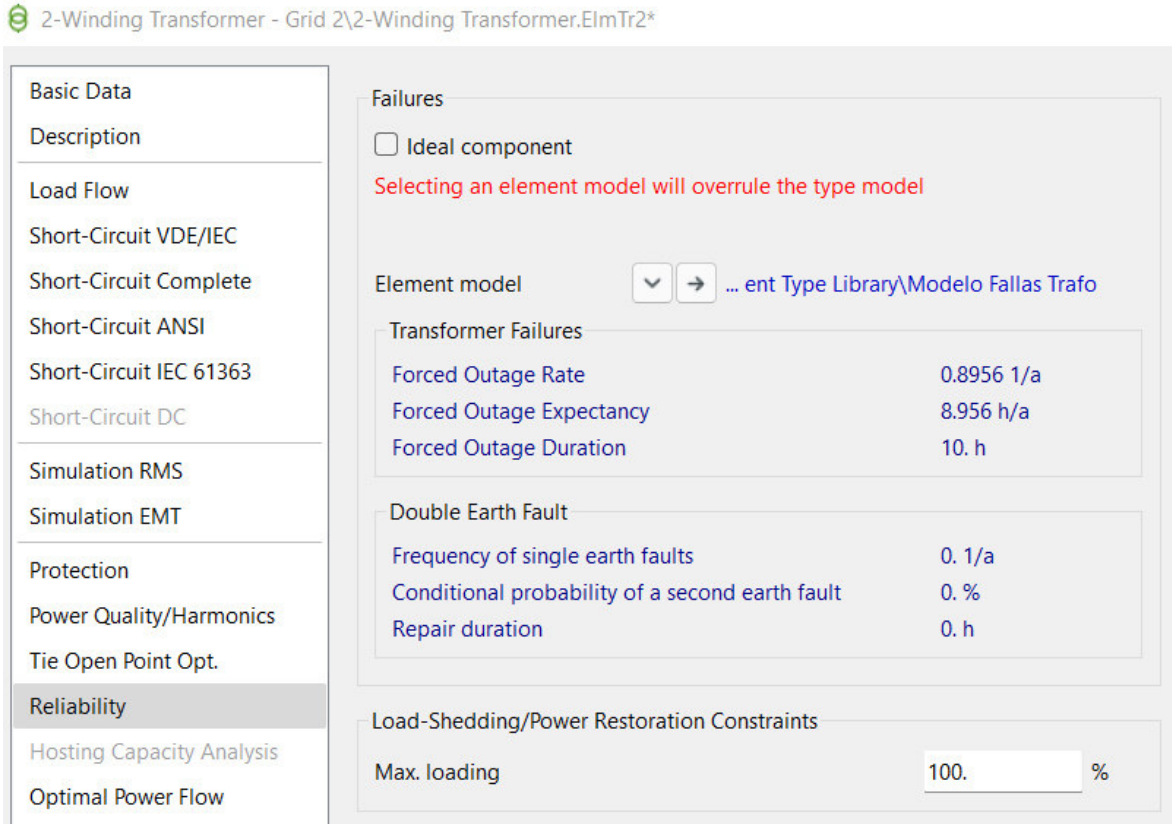 2-Winding Transformer - Grid 2\2-Winding Transformer.ElmTr2*
Basic Data
Description
Load Flow
Short-Circuit VDE/IEC
Short-Circuit Complete
Short-Circuit ANSI
Short-Circuit IEC 61363
Short-Circuit DC
Simulation RMS
Simulation EMT
Protection
Power Quality/Harmonics
Tie Open Point Opt.
Reliability
Hosting Capacity Analysis
Optimal Power Flow
Failures
Ideal component
Selecting an element model will overrule the type model
Element model ... ent Type Library\Modelo Fallas Trafo
Transformer Failures
Forced Outage Rate 0.8956 1/a
Forced Outage Expectancy 8.956 h/a
Forced Outage Duration 10. h
Double Earth Fault
Frequency of single earth faults 0. 1/a
Conditional probability of a second earth fault 0. %
Repair duration 0. h
Load-Shedding/Power Restoration Constraints
Max. loading 100. %